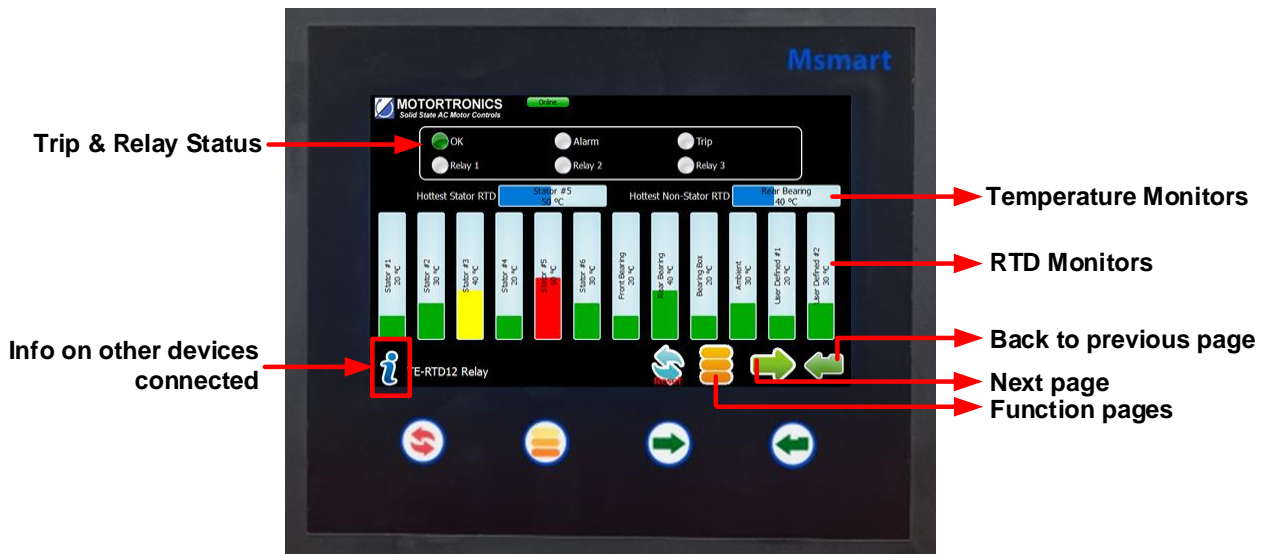 Msmart
MOTORTRONICS
Solid State AC Motor Controls
Online
Trip & Relay Status
OK
Alarm
Trip
Relay 1
Relay 2
Relay 3
Hottest Stator RTD
Stator #5
50 °C
Hottest Non-Stator RTD
Rear Bearing
40 °C
Temperature Monitors
Stator #1
20 °C
Stator #2
30 °C
Stator #3
40 °C
Stator #4
20 °C
Stator #5
50 °C
Stator #6
30 °C
Front Bearing
20 °C
Rear Bearing
40 °C
Bearing Box
20 °C
Ambient
30 °C
User Defined #1
20 °C
User Defined #2
30 °C
RTD Monitors
Info on other devices
connected
i
TE-RTD12 Relay
Reset
Back to previous page
Next page
Function pages